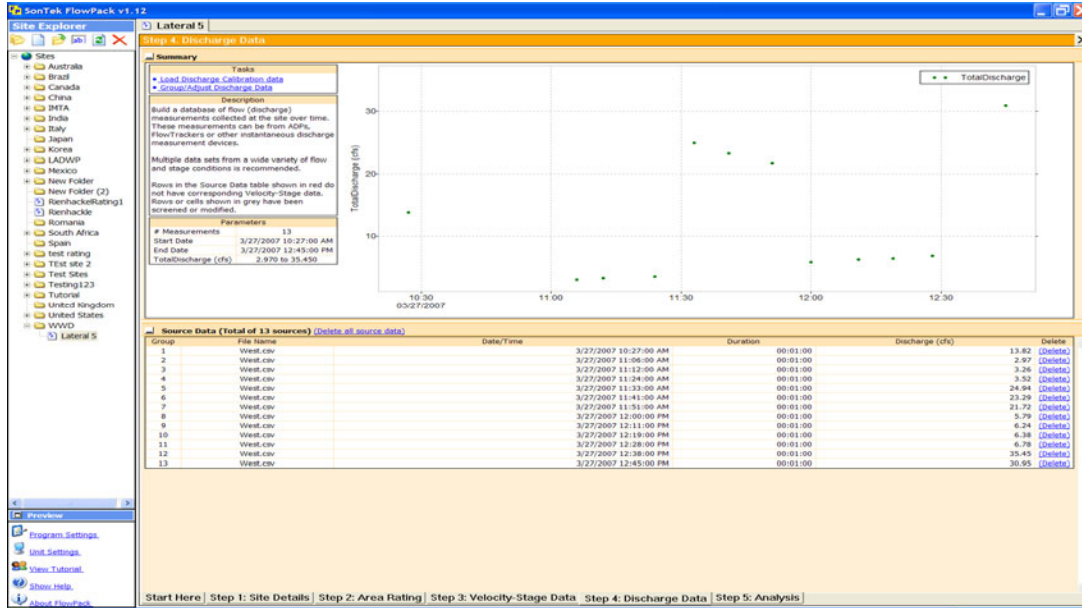 SonTek FlowPack v1.12
Site Explorer
Lateral 5
Step 4. Discharge Data
Sites
Australia
Brazil
Canada
China
IMTA
India
Italy
Japan
Korea
LADWP
Mexico
New Folder
New Folder (2)
RienhackelRating1
Rienhackle
Romania
South Africa
Spain
test rating
TEst site 2
Test Sites
Testing123
Tutorial
United Kingdom
United States
WWD
Lateral 5
Summary
Tasks
Load Discharge Calibration data
Group/Adjust Discharge Data
Description
Build a database of flow (discharge)
measurements collected at the site over time.
These measurements can be from ADPs,
FlowTrackers or other instantaneous discharge
measurement devices.
Multiple data sets from a wide variety of flow
and stage conditions is recommended.
Rows in the Source Data table shown in red do
not have corresponding Velocity-Stage data.
Rows or cells shown in grey have been
screened or modified.
Parameters
# Measurements 13
Start Date 3/27/2007 10:27:00 AM
End Date 3/27/2007 12:45:00 PM
TotalDischarge (cfs) 2.970 to 35.450
TotalDischarge
TotalDischarge (cfs)
30
20
10
10:30 11:00 11:30 12:00 12:30
03/27/2007
Source Data (Total of 13 sources) (Delete all source data)
Group File Name Date/Time Duration Discharge (cfs) Delete
1 West.csv 3/27/2007 10:27:00 AM 00:01:00 13.82 (Delete)
2 West.csv 3/27/2007 11:06:00 AM 00:01:00 2.97 (Delete)
3 West.csv 3/27/2007 11:12:00 AM 00:01:00 3.26 (Delete)
4 West.csv 3/27/2007 11:24:00 AM 00:01:00 3.52 (Delete)
5 West.csv 3/27/2007 11:33:00 AM 00:01:00 24.94 (Delete)
6 West.csv 3/27/2007 11:41:00 AM 00:01:00 23.29 (Delete)
7 West.csv 3/27/2007 11:51:00 AM 00:01:00 21.72 (Delete)
8 West.csv 3/27/2007 12:00:00 PM 00:01:00 5.79 (Delete)
9 West.csv 3/27/2007 12:11:00 PM 00:01:00 6.24 (Delete)
10 West.csv 3/27/2007 12:19:00 PM 00:01:00 6.38 (Delete)
11 West.csv 3/27/2007 12:28:00 PM 00:01:00 6.78 (Delete)
12 West.csv 3/27/2007 12:38:00 PM 00:01:00 35.45 (Delete)
13 West.csv 3/27/2007 12:45:00 PM 00:01:00 30.95 (Delete)
Preview
Program Settings
Unit Settings
View Tutorial
Show Help
About FlowPack
Start Here Step 1: Site Details Step 2: Area Rating Step 3: Velocity-Stage Data Step 4: Discharge Data Step 5: Analysis